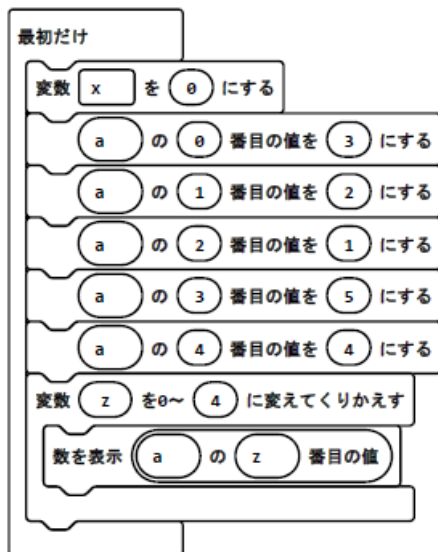 最初だけ
変数 x を 0 にする
a の 0 番目の値を 3 にする
a の 1 番目の値を 2 にする
a の 2 番目の値を 1 にする
a の 3 番目の値を 5 にする
a の 4 番目の値を 4 にする
変数 z を0～ 4 に変えてくりかえす
数を表示 a の z 番目の値